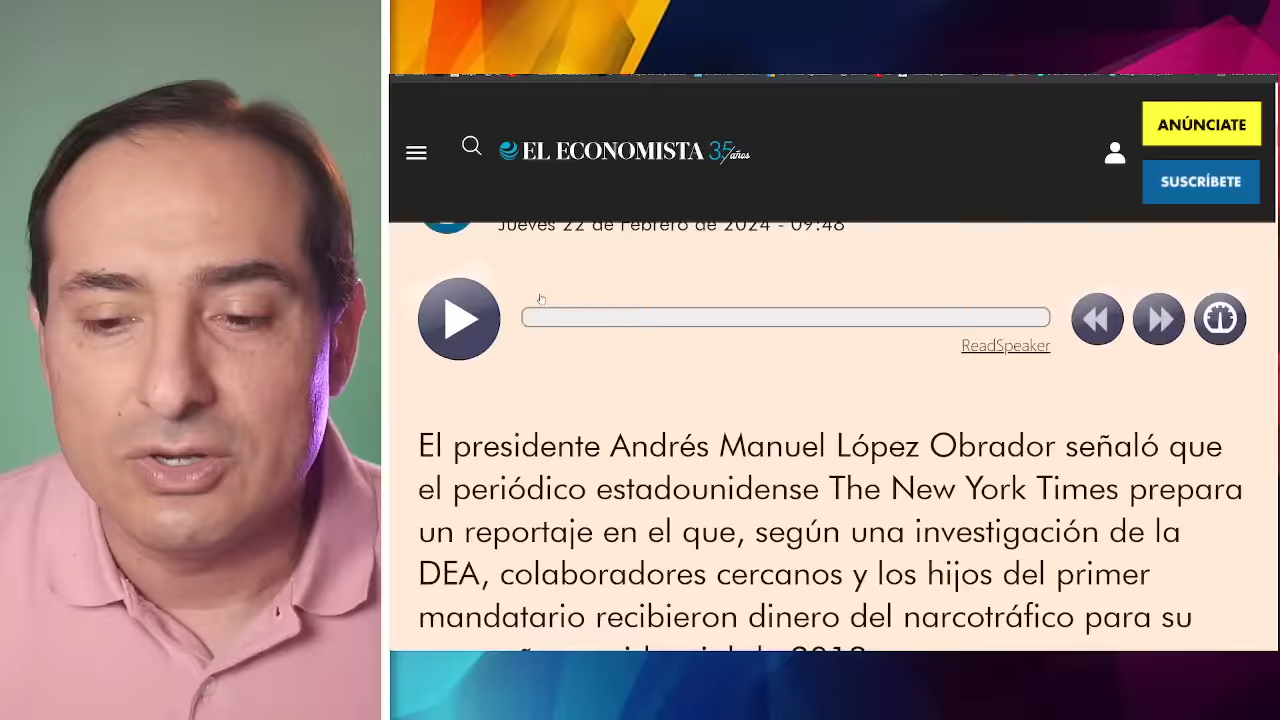 EL ECONOMISTA 35 años
ANÚNCIATE
SUSCRÍBETE
Jueves 22 de Febrero de 2024 - 09:48
ReadSpeaker
El presidente Andrés Manuel López Obrador señaló que
el periódico estadounidense The New York Times prepara
un reportaje en el que, según una investigación de la
DEA, colaboradores cercanos y los hijos del primer
mandatario recibieron dinero del narcotráfico para su